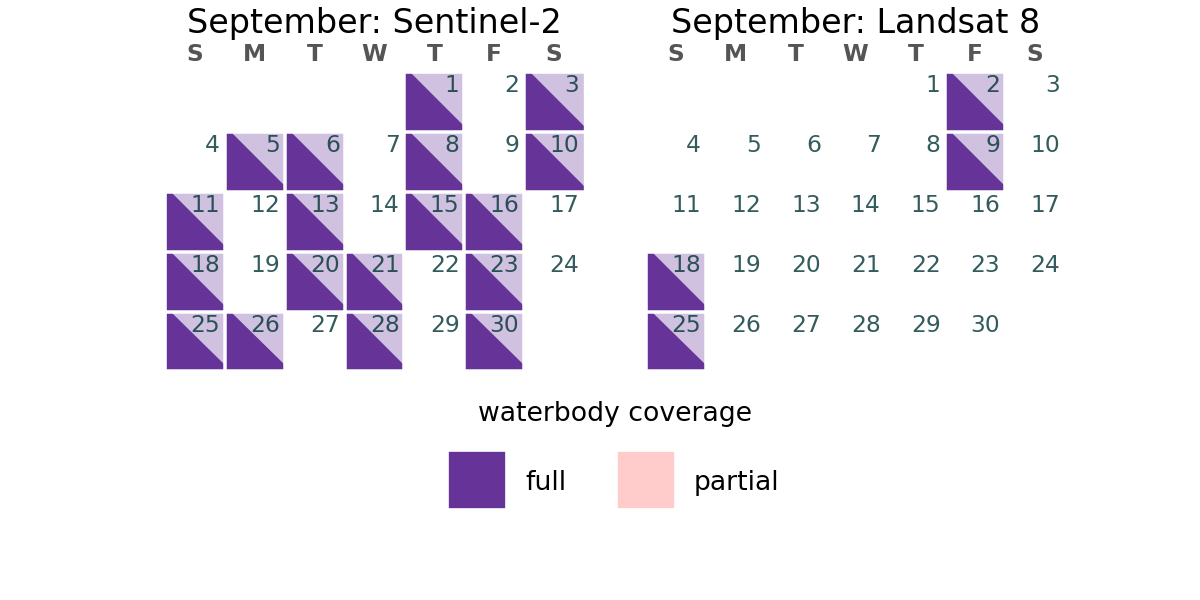 September: Sentinel-2
S M T W T F S
1 2 3
4 5 6 7 8 9 10
11 12 13 14 15 16 17
18 19 20 21 22 23 24
25 26 27 28 29 30
September: Landsat 8
S M T W T F S
1 2 3
4 5 6 7 8 9 10
11 12 13 14 15 16 17
18 19 20 21 22 23 24
25 26 27 28 29 30
waterbody coverage
full partial